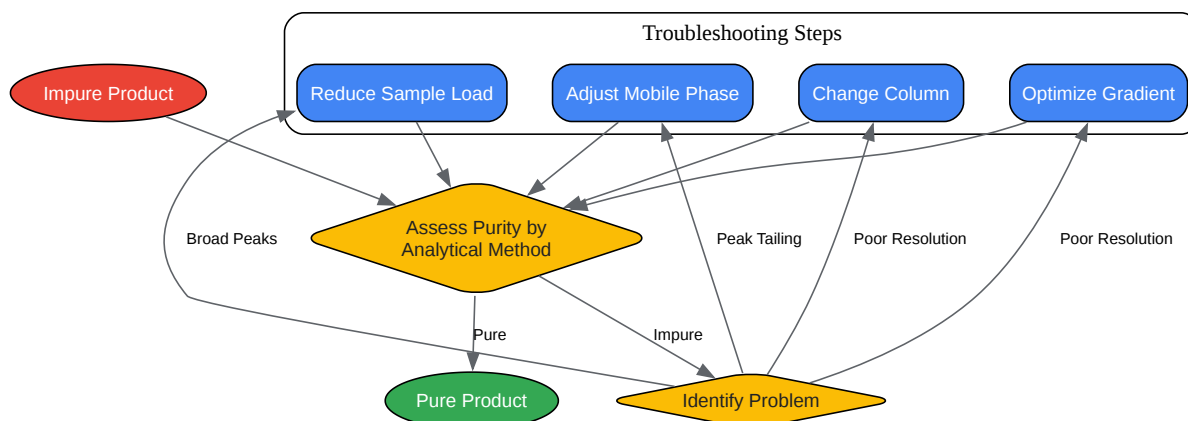 Troubleshooting Steps
Impure Product
Reduce Sample Load
Adjust Mobile Phase
Change Column
Optimize Gradient
Assess Purity by
Analytical Method
Broad Peaks
Peak Tailing
Poor Resolution
Poor Resolution
Pure
Impure
Pure Product
Identify Problem